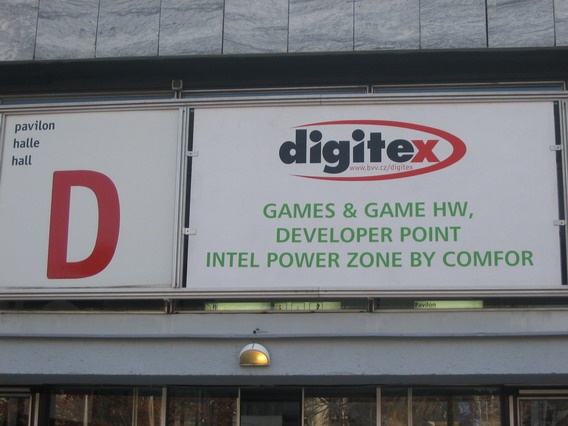 pavilon
halle
hall
D
digitex
www.bvv.cz/digitex
GAMES & GAME HW,
DEVELOPER POINT
INTEL POWER ZONE BY COMFOR
Pavilon